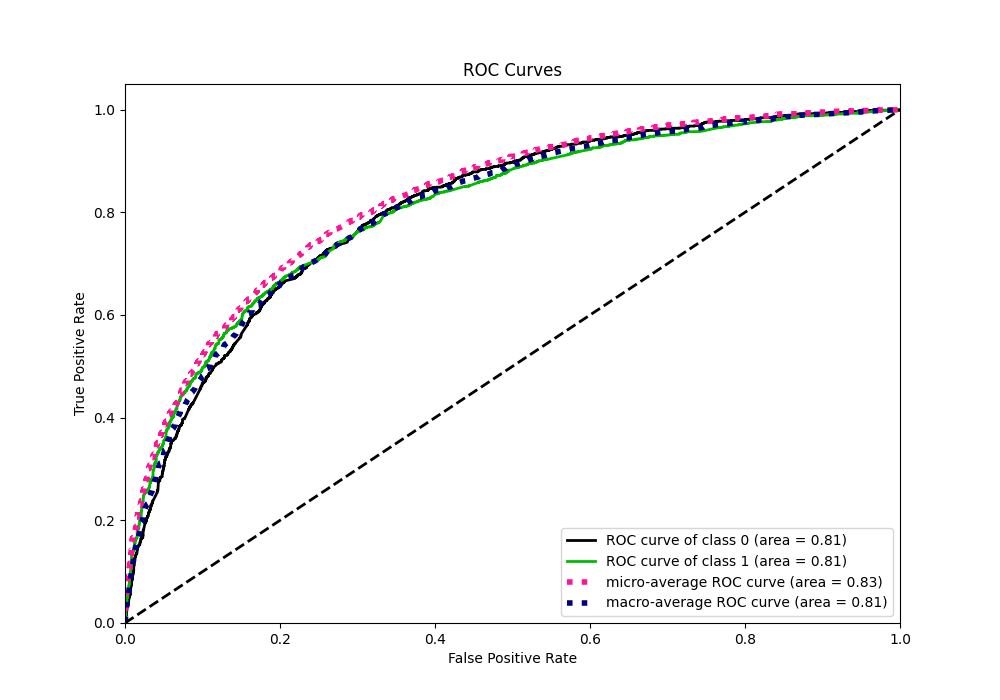 ROC Curves
True Positive Rate
1.0
0.8
0.6
0.4
0.2
0.0
ROC curve of class 0 (area = 0.81)
ROC curve of class 1 (area = 0.81)
micro-average ROC curve (area = 0.83)
macro-average ROC curve (area = 0.81)
0.0 0.2 0.4 0.6 0.8 1.0
False Positive Rate